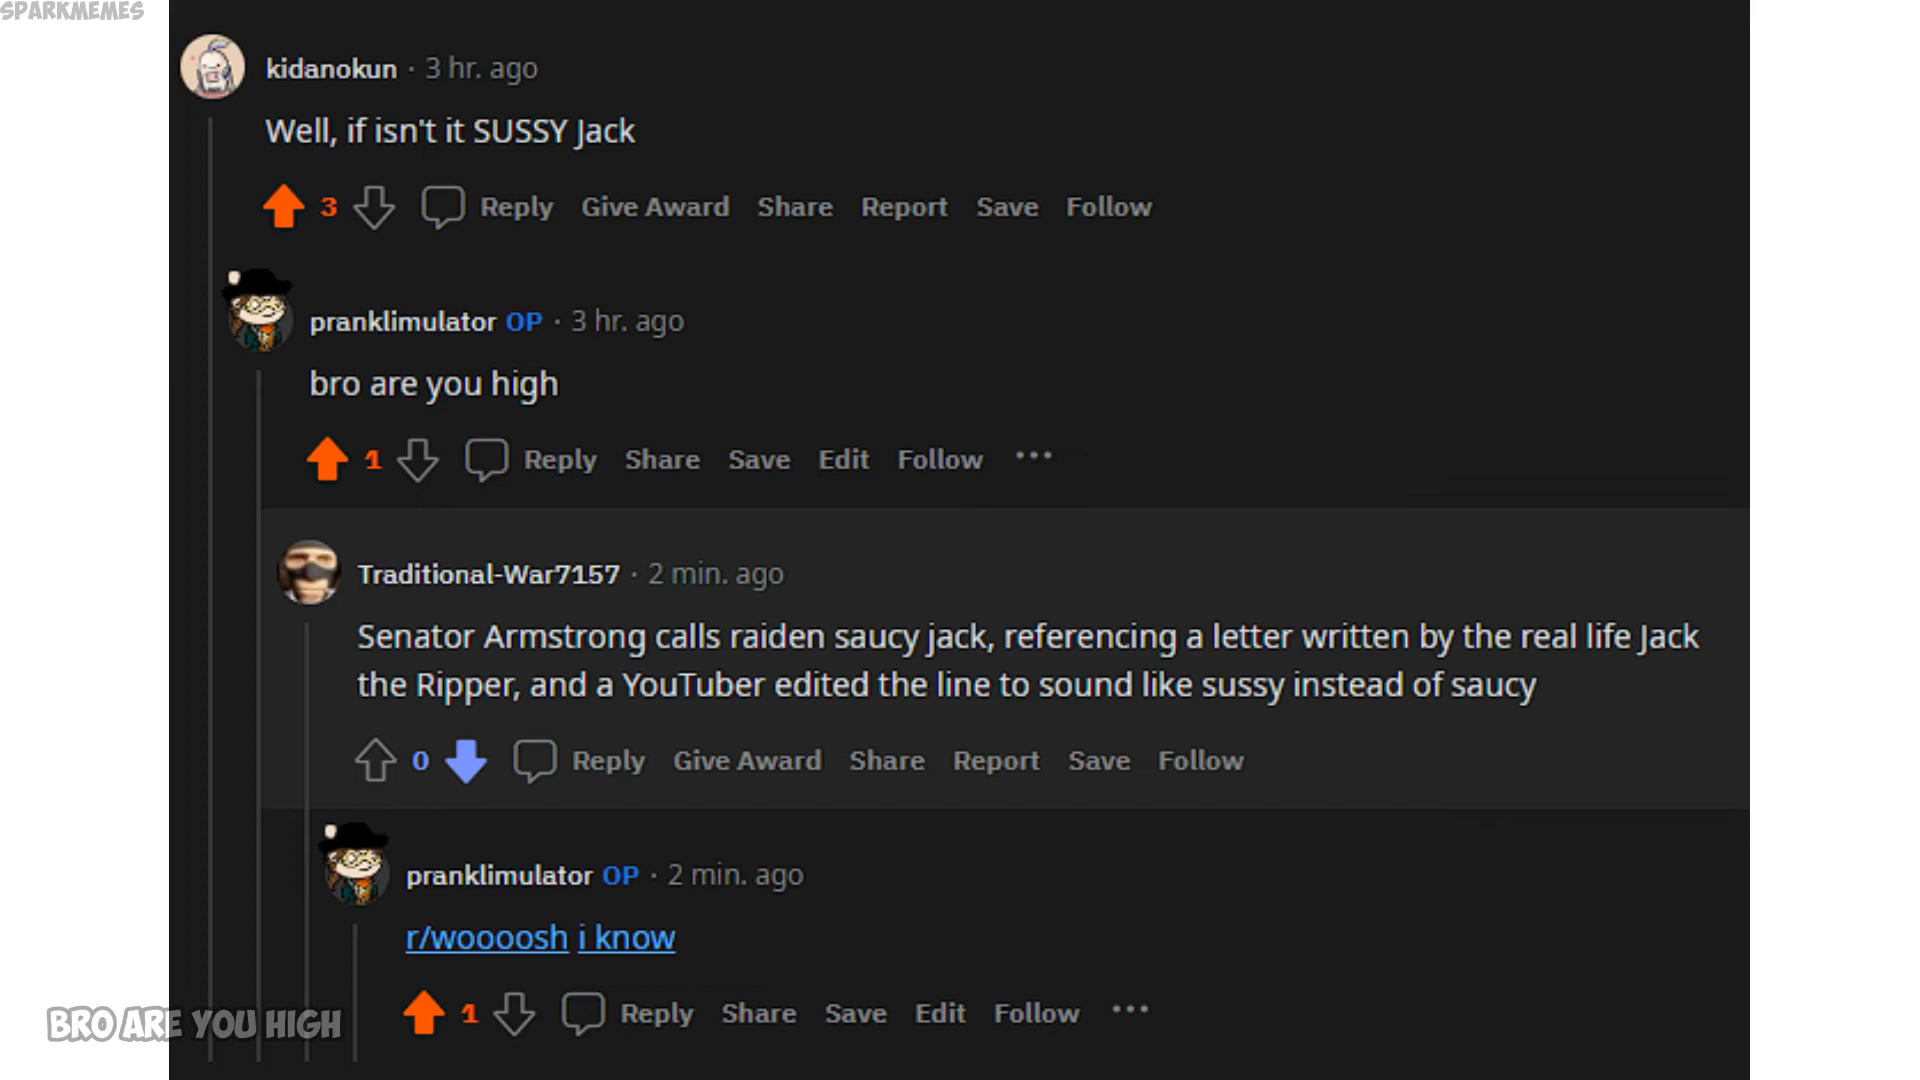 SPARKMEMES
kidanokun · 3 hr. ago
Well, if isn't it SUSSY Jack
3 Reply Give Award Share Report Save Follow
pranklimulator OP · 3 hr. ago
bro are you high
1 Reply Share Save Edit Follow ...
Traditional-War7157 · 2 min. ago
Senator Armstrong calls raiden saucy jack, referencing a letter written by the real life Jack
the Ripper, and a YouTuber edited the line to sound like sussy instead of saucy
0 Reply Give Award Share Report Save Follow
pranklimulator OP · 2 min. ago
r/woooosh i know
1 Reply Share Save Edit Follow ...
BRO ARE YOU HIGH